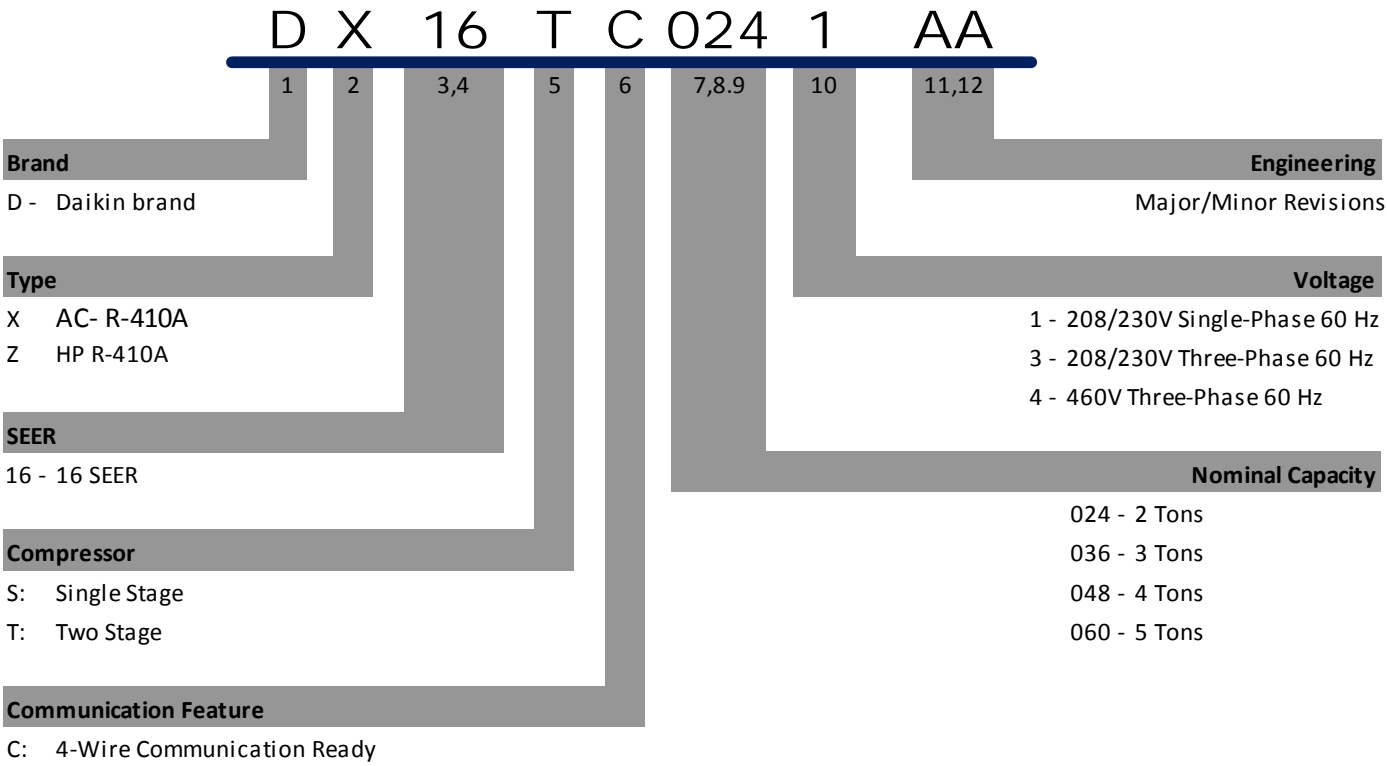 D X 16 T C 024 1 AA
1 2 3,4 5 6 7,8.9 10 11,12
Brand
D - Daikin brand
Type
X AC- R-410A
Z HP R-410A
SEER
16 - 16 SEER
Compressor
S: Single Stage
T: Two Stage
Communication Feature
C: 4-Wire Communication Ready
Engineering
Major/Minor Revisions
Voltage
1 - 208/230V Single-Phase 60 Hz
3 - 208/230V Three-Phase 60 Hz
4 - 460V Three-Phase 60 Hz
Nominal Capacity
024 - 2 Tons
036 - 3 Tons
048 - 4 Tons
060 - 5 Tons